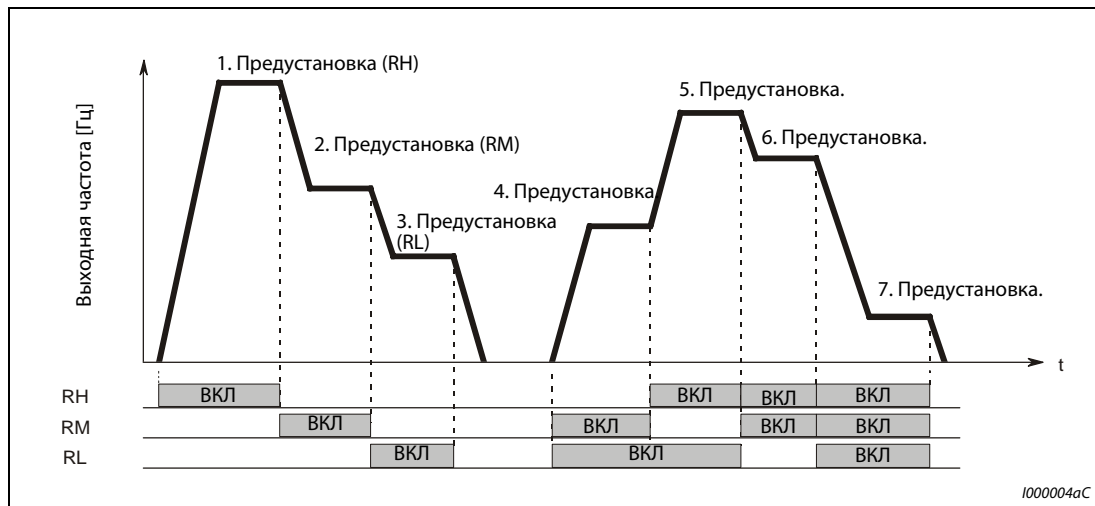 Выходная частота [Гц]
1. Предустановка (RH)
2. Предустановка (RM)
3. Предустановка
(RL)
4. Предустановка.
5. Предустановка.
6. Предустановка.
7. Предустановка.
t
RH ВКЛ ВКЛ ВКЛ ВКЛ
RM ВКЛ ВКЛ ВКЛ ВКЛ
RL ВКЛ ВКЛ ВКЛ
I000004aC